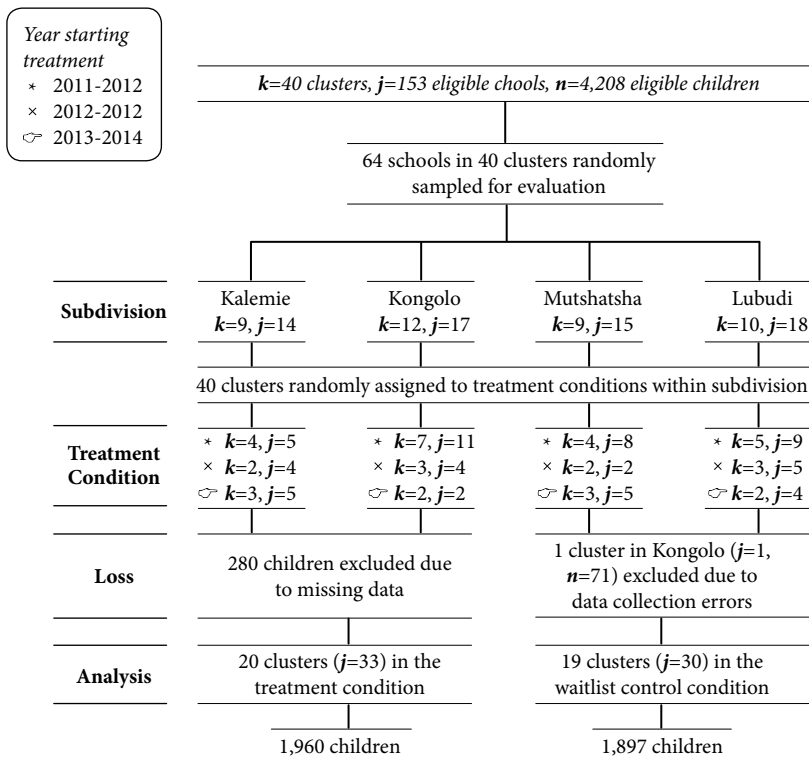 Year starting
treatment
* 2011-2012
× 2012-2012
☞ 2013-2014
k=40 clusters, j=153 eligible chools, n=4,208 eligible children
64 schools in 40 clusters randomly
sampled for evaluation
Subdivision
Kalemie
k=9, j=14
Kongolo
k=12, j=17
Mutshatsha
k=9, j=15
Lubudi
k=10, j=18
40 clusters randomly assigned to treatment conditions within subdivision
Treatment
Condition
* k=4, j=5
× k=2, j=4
☞ k=3, j=5
* k=7, j=11
× k=3, j=4
☞ k=2, j=2
* k=4, j=8
× k=2, j=2
☞ k=3, j=5
* k=5, j=9
× k=3, j=5
☞ k=2, j=4
Loss
280 children excluded due
to missing data
1 cluster in Kongolo (j=1,
n=71) excluded due to
data collection errors
Analysis
20 clusters (j=33) in the
treatment condition
19 clusters (j=30) in the
waitlist control condition
1,960 children
1,897 children